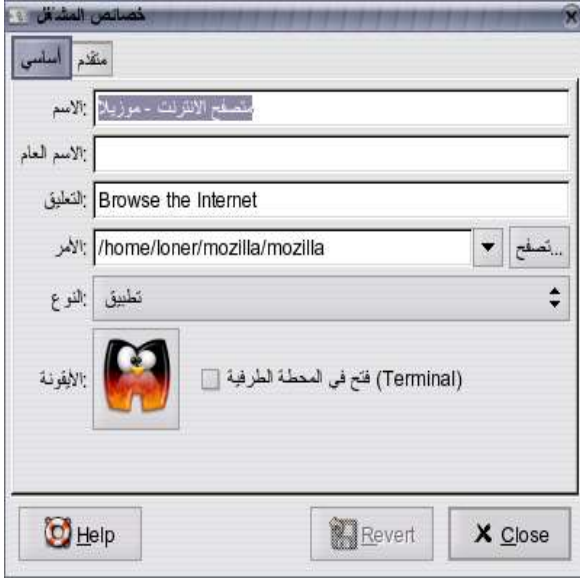 خصائص المشغل
أساسي
متقدم
الاسم:
متصفح الانترنت - موزيلا
الاسم العام:
التعليق:
Browse the Internet
الأمر:
/home/loner/mozilla/mozilla
تصفح...
النوع:
تطبيق
الأيقونة:
فتح في المحطة الطرفية (Terminal)
Help
Revert
Close